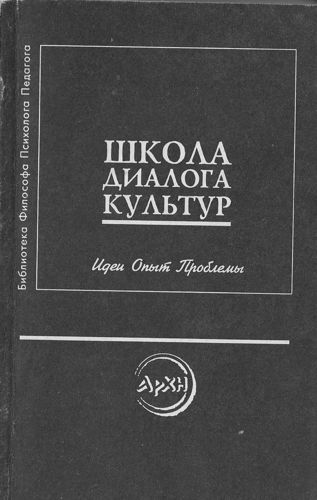 Библиотека Философа Психолога Педагога
ШКОЛА
ДИАЛОГА
КУЛЬТУР
Идеи Опыт Проблемы
АрХЭ